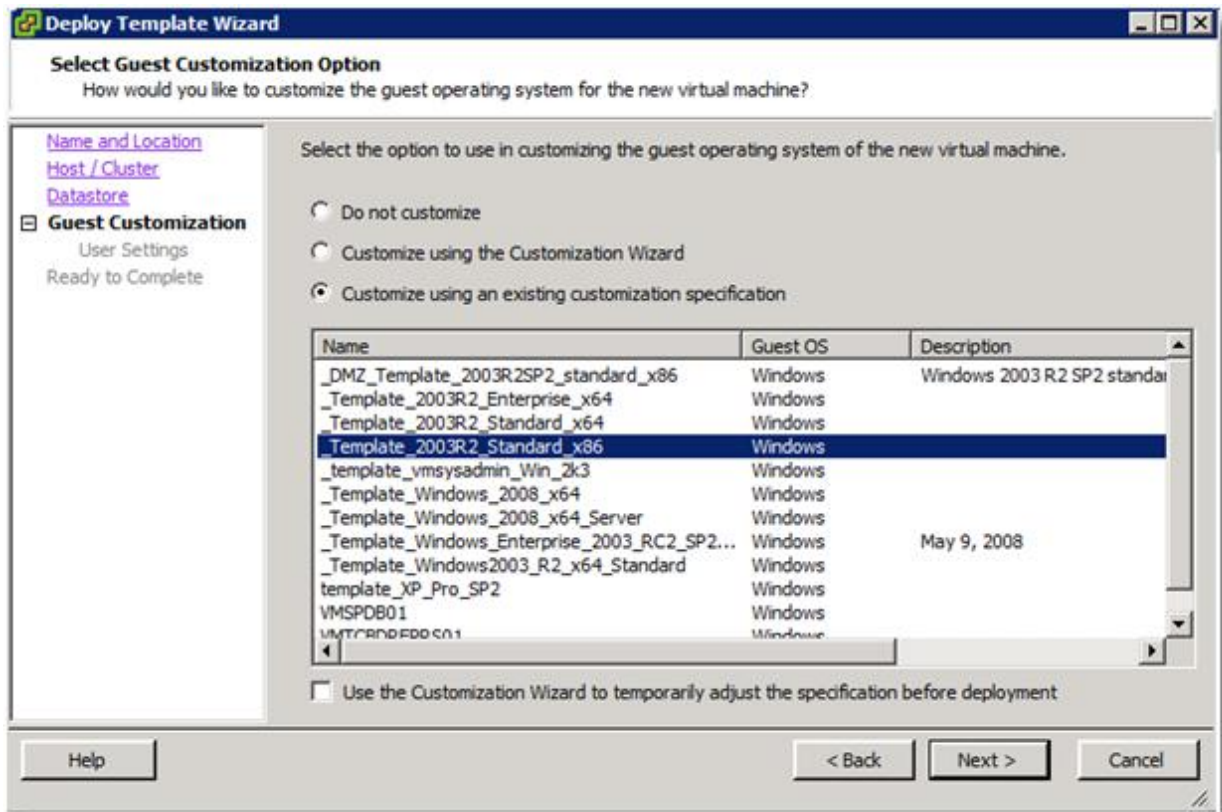 Deploy Template Wizard
Select Guest Customization Option
How would you like to customize the guest operating system for the new virtual machine?
Name and Location
Host / Cluster
Datastore
Guest Customization
User Settings
Ready to Complete
Select the option to use in customizing the guest operating system of the new virtual machine.
Do not customize
Customize using the Customization Wizard
Customize using an existing customization specification
Name Guest OS Description
_DMZ_Template_2003R2SP2_standard_x86 Windows Windows 2003 R2 SP2 standar
_Template_2003R2_Enterprise_x64 Windows
_Template_2003R2_Standard_x64 Windows
_Template_2003R2_Standard_x86 Windows
_template_vmsysadmin_Win_2k3 Windows
_Template_Windows_2008_x64 Windows
_Template_Windows_2008_x64_Server Windows
_Template_Windows_Enterprise_2003_RC2_SP2... Windows May 9, 2008
_Template_Windows2003_R2_x64_Standard Windows
template_XP_Pro_SP2 Windows
VMSPDB01 Windows
Windows
Use the Customization Wizard to temporarily adjust the specification before deployment
Help < Back Next > Cancel